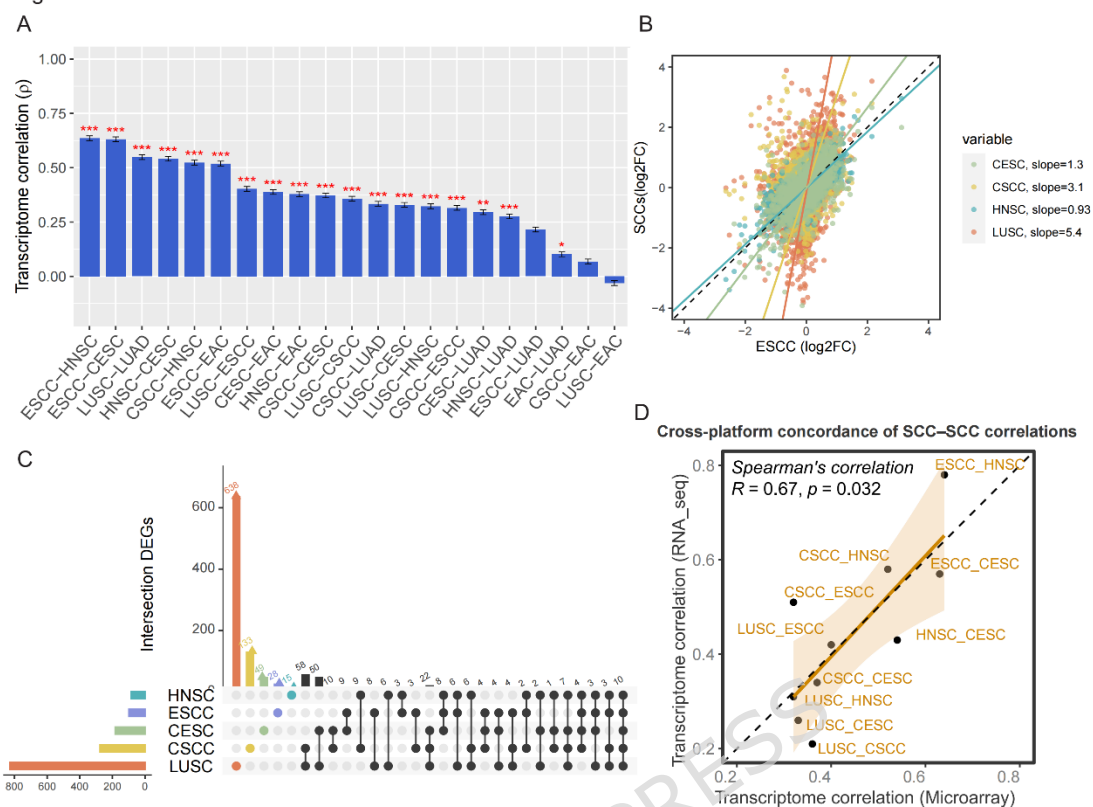 A
Transcriptome correlation (ρ)
1.00
0.75
0.50
0.25
0.00
*** *** *** *** *** *** *** *** *** *** *** *** *** *** *** ** *** *
ESCC−HNSC
ESCC−CESC
LUSC−LUAD
HNSC−CESC
CSCC−HNSC
ESCC−EAC
LUSC−ESCC
CESC−EAC
HNSC−EAC
CSCC−CESC
LUSC−CSCC
CSCC−LUAD
LUSC−CESC
LUSC−HNSC
CSCC−ESCC
CESC−LUAD
HNSC−LUAD
ESCC−LUAD
EAC−LUAD
CSCC−EAC
LUSC−EAC
B
SCCs(log2FC)
4
2
0
−2
−4
−4 −2 0 2 4
ESCC (log2FC)
variable
CESC, slope=1.3
CSCC, slope=3.1
HNSC, slope=0.93
LUSC, slope=5.4
C
Intersection DEGs
600
400
200
638 133 49 28 15 58 50 10 9 9 8 6 3 3 22 8 6 4 4 4 2 2 1 7 4 3 3 10
HNSC
ESCC
CESC
CSCC
LUSC
800 600 400 200 0
D
Cross−platform concordance of SCC−SCC correlations
Spearman's correlation
R = 0.67, p = 0.032
Transcriptome correlation (RNA_seq)
0.8
0.6
0.4
0.2
ESCC_HNSC
CSCC_HNSC
ESCC_CESC
CSCC_ESCC
LUSC_ESCC
HNSC_CESC
CSCC_CESC
LUSC_HNSC
LUSC_CESC
LUSC_CSCC
0.2 0.4 0.6 0.8
Transcriptome correlation (Microarray)